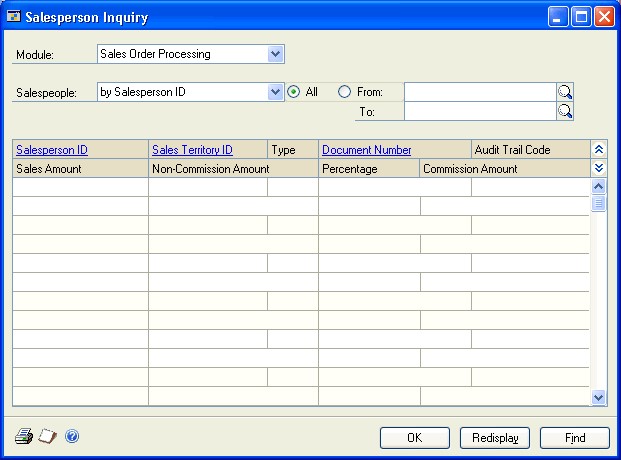 Salesperson Inquiry
Module: Sales Order Processing
Salespeople: by Salesperson ID All From:
To:
Salesperson ID Sales Territory ID Type Document Number Audit Trail Code
Sales Amount Non-Commission Amount Percentage Commission Amount
OK Redisplay Find